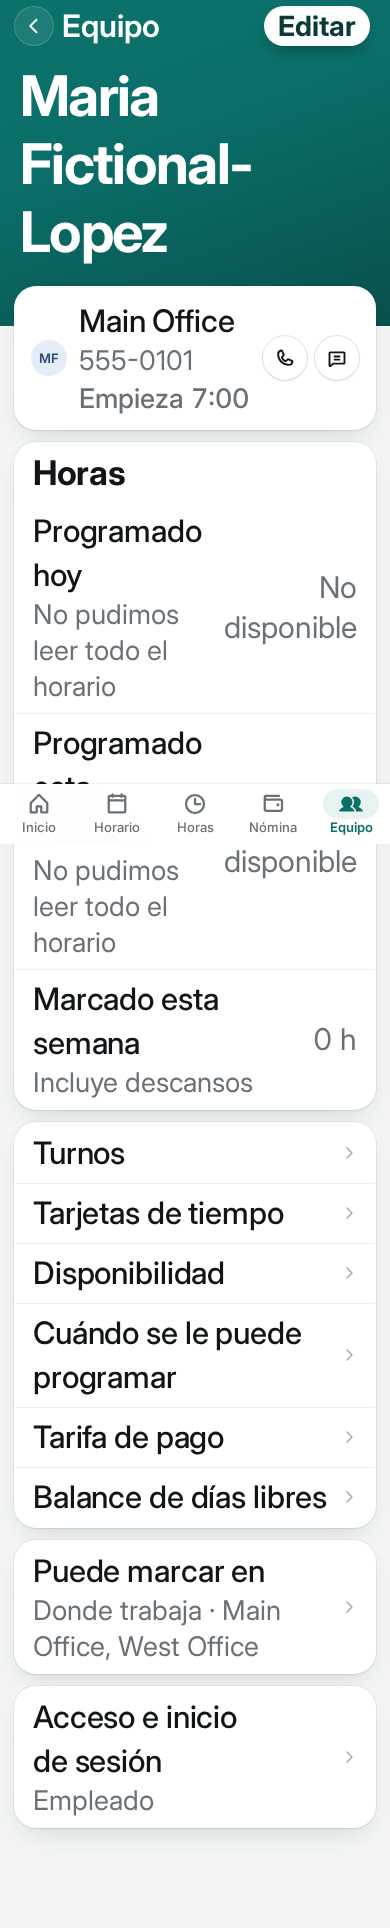 Equipo
Editar
Maria
Fictional-
Lopez
MF
Main Office
555-0101
Empieza 7:00
Horas
Programado
hoy
No pudimos
leer todo el
horario
No
disponible
Programado
Inicio
Horario
Horas
Nómina
Equipo
No pudimos
leer todo el
horario
disponible
Marcado esta
semana
Incluye descansos
0 h
Turnos
Tarjetas de tiempo
Disponibilidad
Cuándo se le puede
programar
Tarifa de pago
Balance de días libres
Puede marcar en
Donde trabaja · Main
Office, West Office
Acceso e inicio
de sesión
Empleado